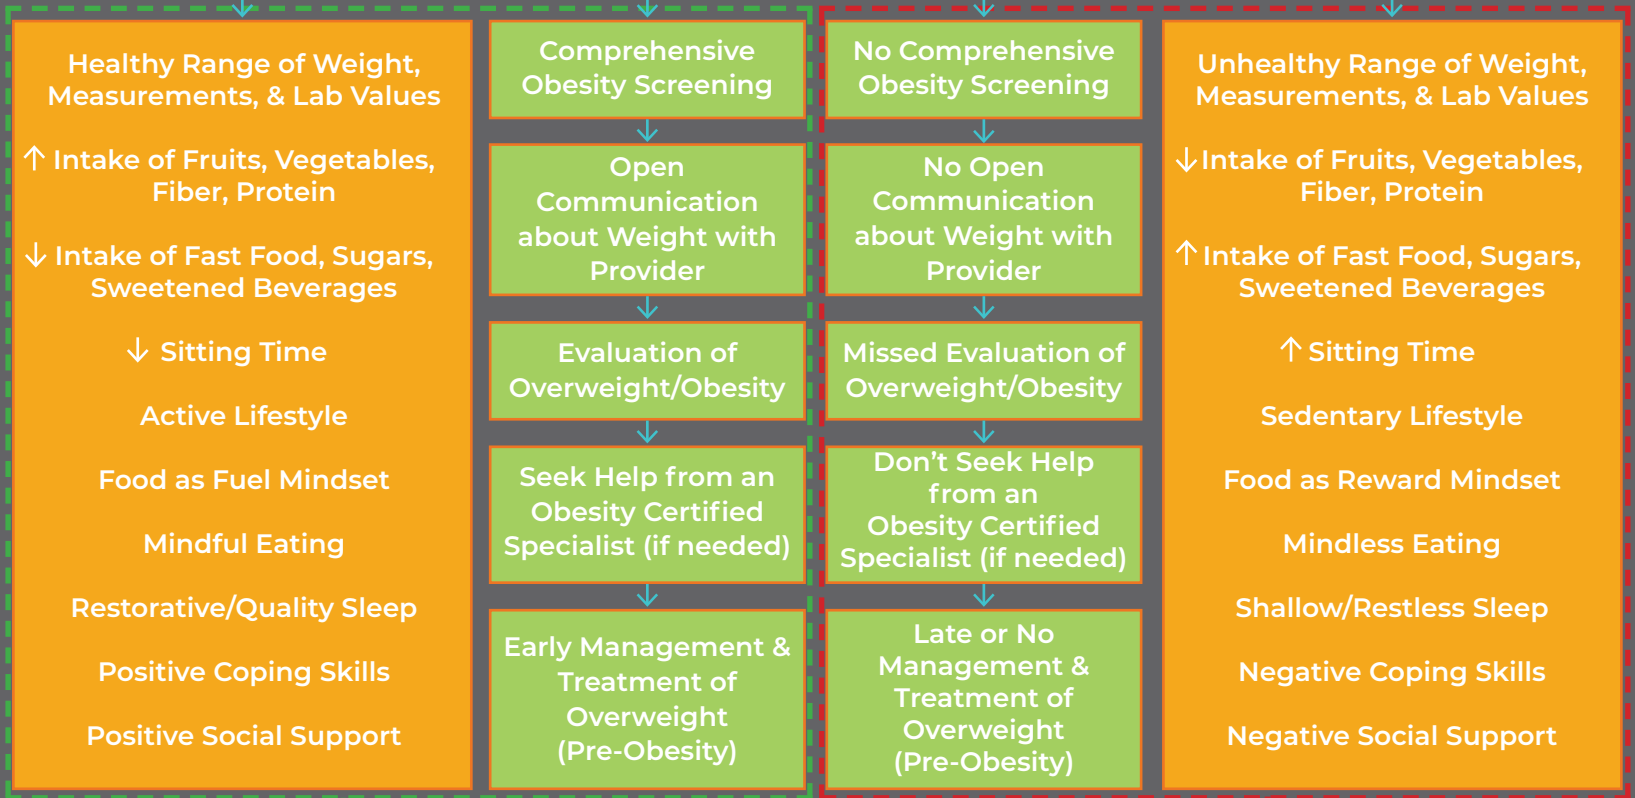 Healthy Range of Weight,
Measurements, & Lab Values
↑ Intake of Fruits, Vegetables,
Fiber, Protein
↓ Intake of Fast Food, Sugars,
Sweetened Beverages
↓ Sitting Time
Active Lifestyle
Food as Fuel Mindset
Mindful Eating
Restorative/Quality Sleep
Positive Coping Skills
Positive Social Support
Comprehensive
Obesity Screening
Open
Communication
about Weight with
Provider
Evaluation of
Overweight/Obesity
Seek Help from an
Obesity Certified
Specialist (if needed)
Early Management &
Treatment of
Overweight
(Pre-Obesity)
No Comprehensive
Obesity Screening
No Open
Communication
about Weight with
Provider
Missed Evaluation of
Overweight/Obesity
Don’t Seek Help
from an
Obesity Certified
Specialist (if needed)
Late or No
Management &
Treatment of
Overweight
(Pre-Obesity)
Unhealthy Range of Weight,
Measurements, & Lab Values
↓ Intake of Fruits, Vegetables,
Fiber, Protein
↑ Intake of Fast Food, Sugars,
Sweetened Beverages
↑ Sitting Time
Sedentary Lifestyle
Food as Reward Mindset
Mindless Eating
Shallow/Restless Sleep
Negative Coping Skills
Negative Social Support